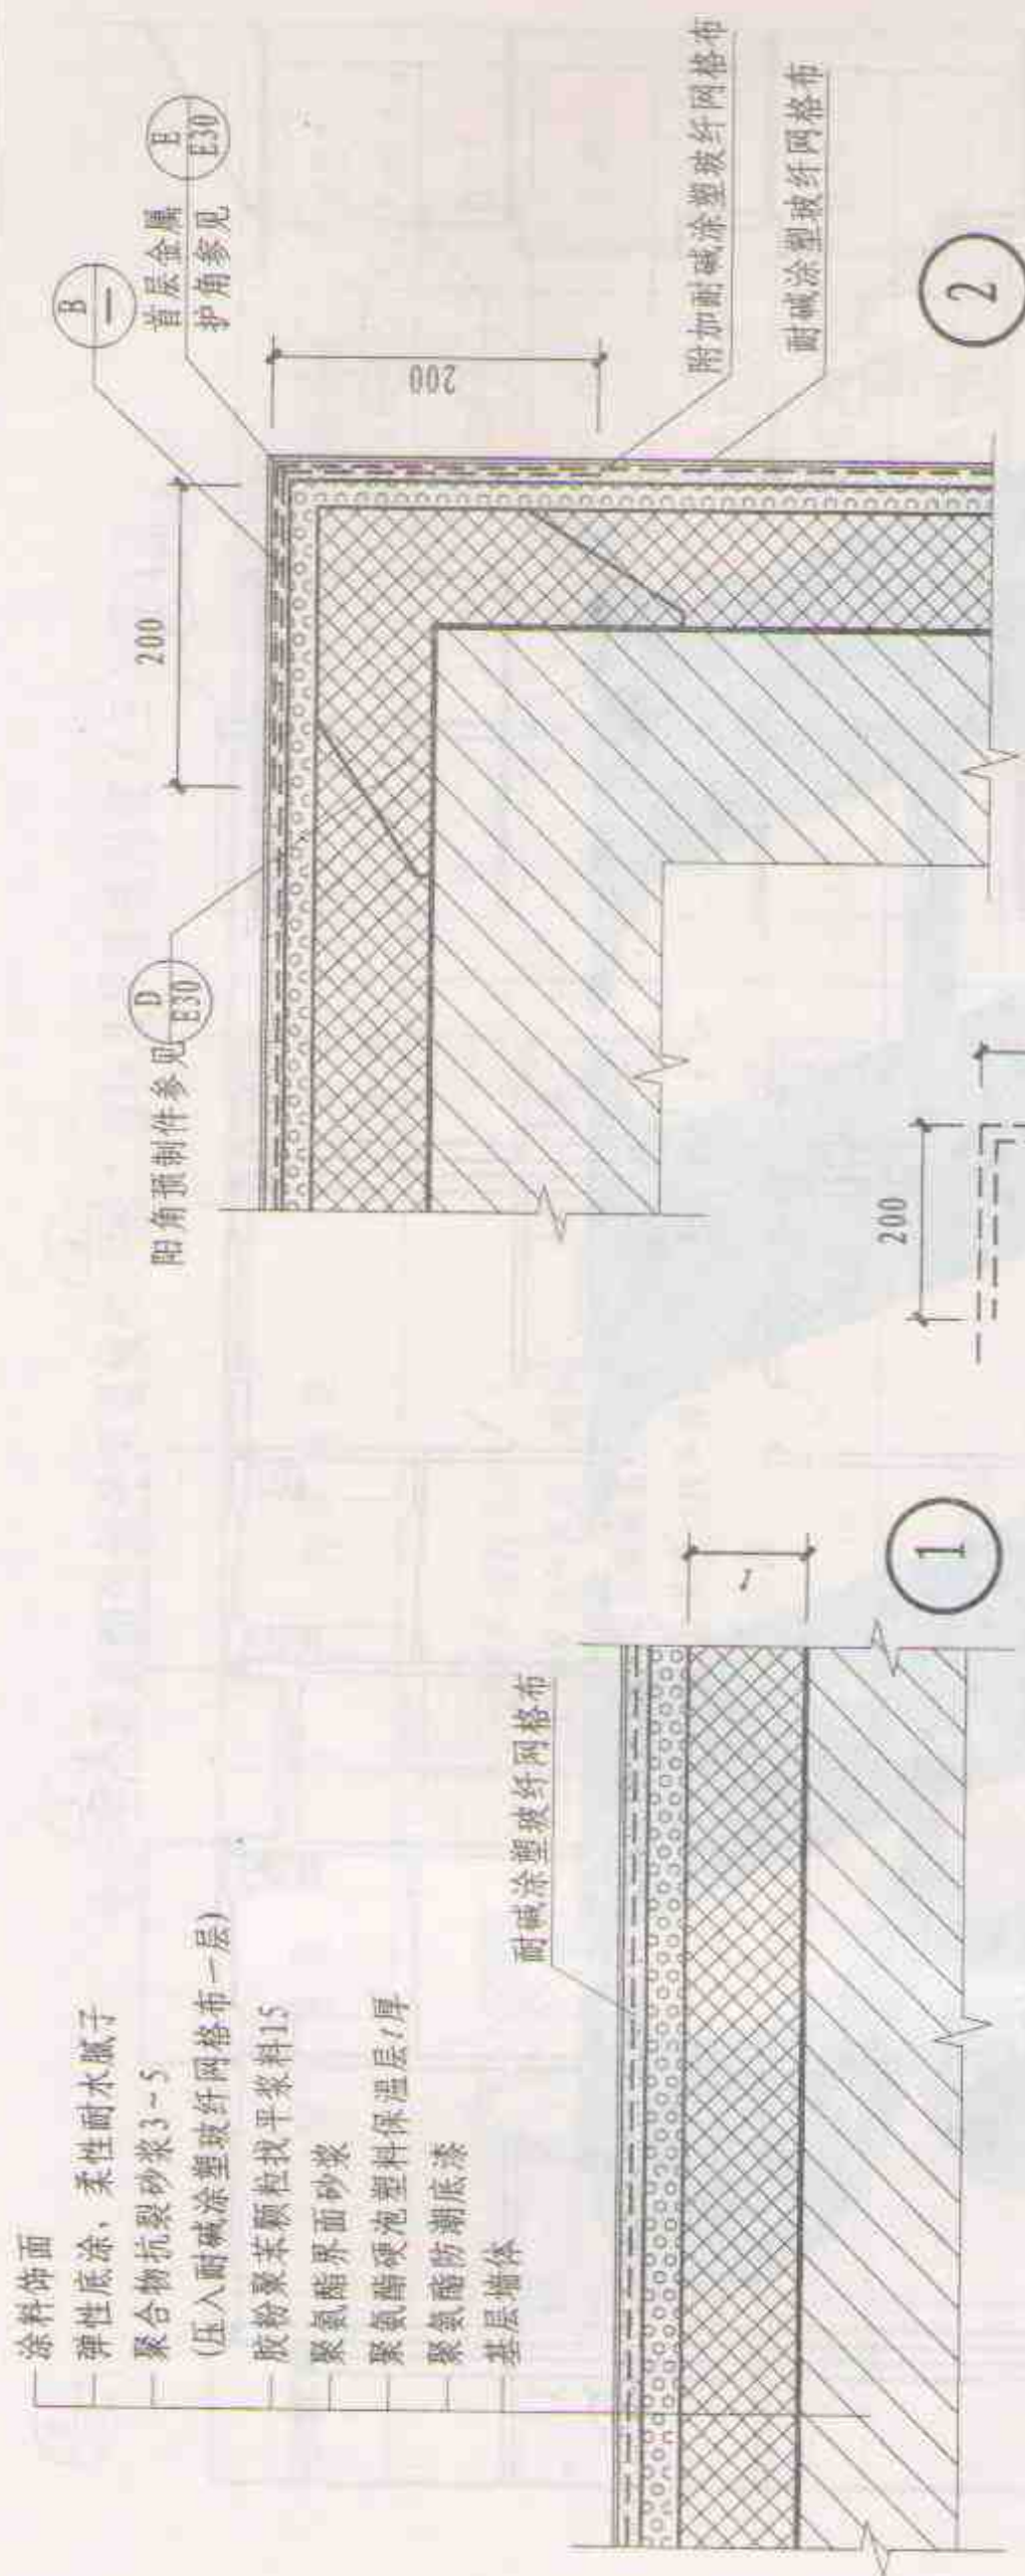 涂料饰面
弹性底涂、柔性耐水腻子
聚合物抗裂砂浆3~5
(压入耐碱涂塑玻纤网格布一层)
胶粉聚苯颗粒找平浆料15
聚氨酯界面砂浆
聚氨酯硬泡塑料保温层t厚
聚氨酯防潮底漆
基层墙体
耐碱涂塑玻纤网格布
t
1
阳角预制件参见
D
E30
200
B
—
首层金属
护角参见
E
E30
200
附加耐碱涂塑玻纤网格布
耐碱涂塑玻纤网格布
2
200